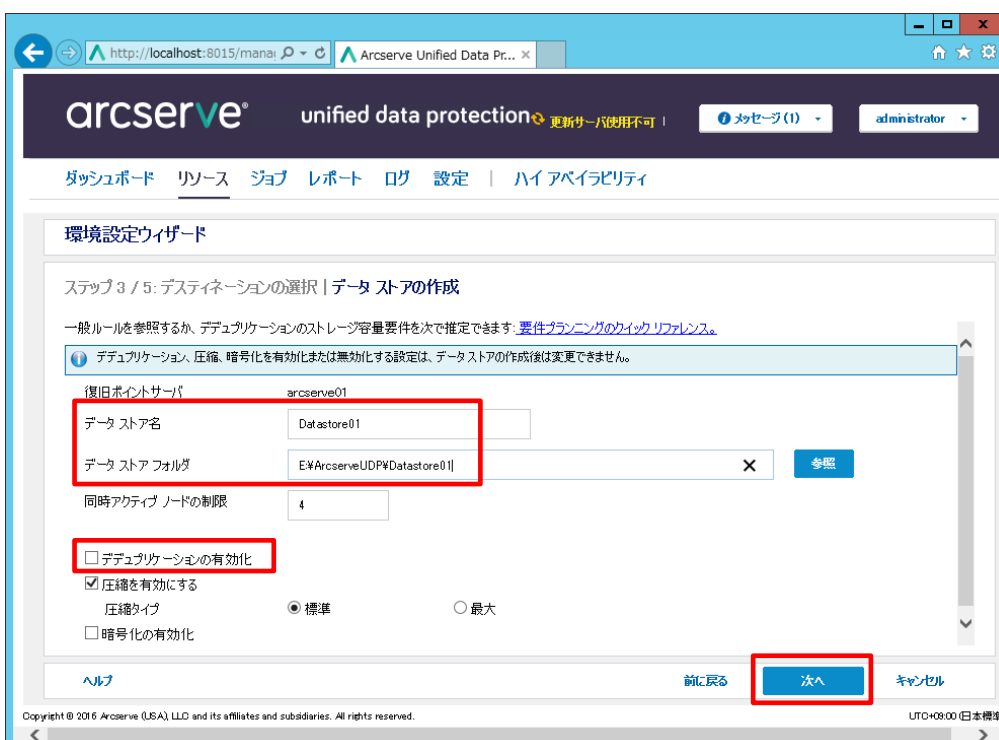 http://localhost:8015/mana
Arcserve Unified Data Pr... ×
arcserve® unified data protection 更新サーバ使用不可 | メッセージ(1) administrator
ダッシュボード リソース ジョブ レポート ログ 設定 | ハイ アベイラビリティ
環境設定ウィザード
ステップ 3 / 5: デスティネーションの選択 | データ ストアの作成
一般ルールを参照するか、デデュプリケーションのストレージ容量要件を次で推定できます: 要件プランニングのクイック リファレンス。
デデュプリケーション、圧縮、暗号化を有効化または無効化する設定は、データ ストアの作成後は変更できません。
復旧ポイントサーバ arcserve01
データ ストア名 Datastore01
データ ストア フォルダ E:¥ArcserveUDP¥Datastore01 参照
同時アクティブ ノードの制限 4
デデュプリケーションの有効化
圧縮を有効にする
圧縮タイプ 標準 最大
暗号化の有効化
ヘルプ 前に戻る 次へ キャンセル
Copyright © 2016 Arcserve (USA), LLC and its affiliates and subsidiaries. All rights reserved. UTC+09:00 (日本標準